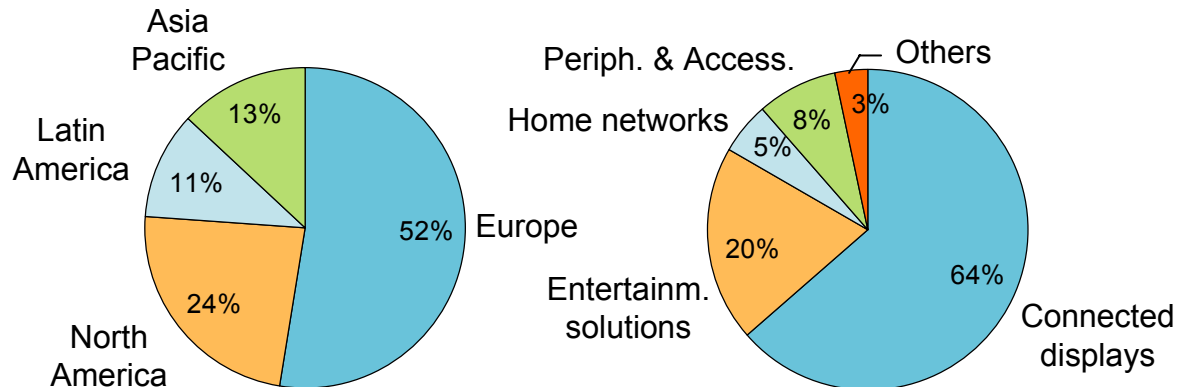 Asia
Pacific
13%
Latin
America
11%
52%
Europe
24%
North
America
Periph. & Access.
Others
Home networks
3%
8%
5%
20%
Entertainm.
solutions
64%
Connected
displays